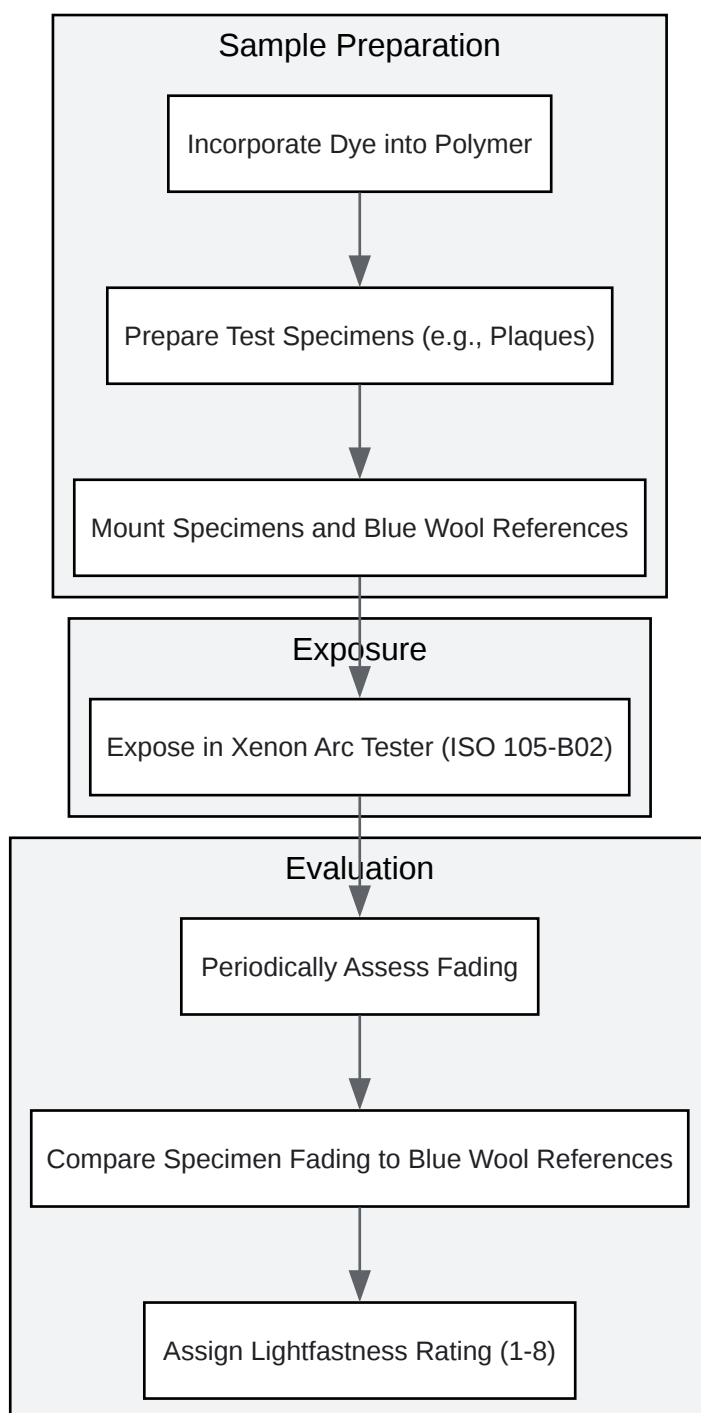 Sample Preparation
Incorporate Dye into Polymer
Prepare Test Specimens (e.g., Plaques)
Mount Specimens and Blue Wool References
Exposure
Expose in Xenon Arc Tester (ISO 105-B02)
Evaluation
Periodically Assess Fading
Compare Specimen Fading to Blue Wool References
Assign Lightfastness Rating (1-8)